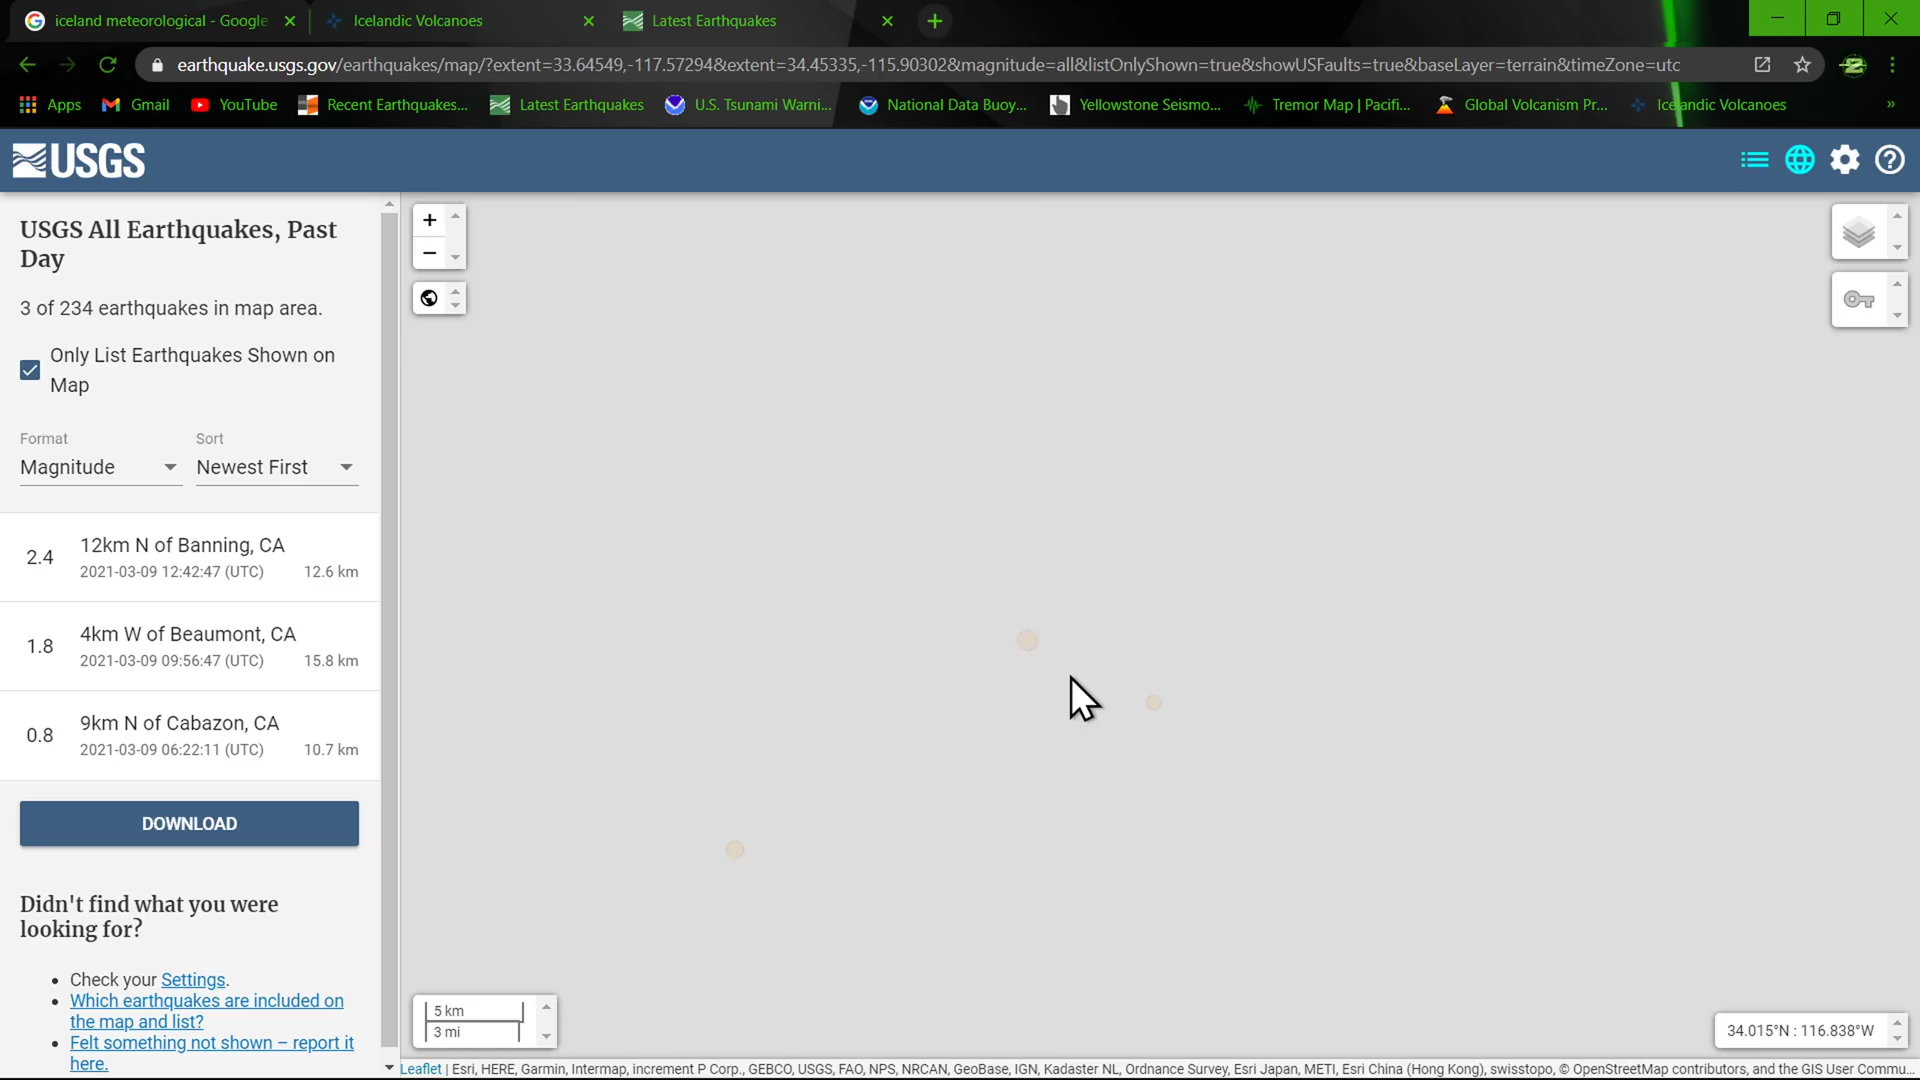 iceland meteorological - Google
Icelandic Volcanoes
Latest Earthquakes
earthquake.usgs.gov/earthquakes/map/?extent=33.64549,-117.57294&extent=34.45335,-115.90302&magnitude=all&listOnlyShown=true&showUSFaults=true&baseLayer=terrain&timeZone=utc
Apps
Gmail
YouTube
Recent Earthquakes...
Latest Earthquakes
U.S. Tsunami Warni...
National Data Buoy...
Yellowstone Seismo...
Tremor Map | Pacifi...
Global Volcanism Pr...
Icelandic Volcanoes
»
USGS
USGS All Earthquakes, Past
Day
3 of 234 earthquakes in map area.
Only List Earthquakes Shown on
Map
Format
Sort
Magnitude
Newest First
2.4
12km N of Banning, CA
2021-03-09 12:42:47 (UTC)
12.6 km
1.8
4km W of Beaumont, CA
2021-03-09 09:56:47 (UTC)
15.8 km
0.8
9km N of Cabazon, CA
2021-03-09 06:22:11 (UTC)
10.7 km
DOWNLOAD
Didn't find what you were
looking for?
• Check your Settings.
• Which earthquakes are included on
the map and list?
• Felt something not shown – report it
here.
+
−
5 km
3 mi
34.015°N : 116.838°W
Leaflet | Esri, HERE, Garmin, Intermap, increment P Corp., GEBCO, USGS, FAO, NPS, NRCAN, GeoBase, IGN, Kadaster NL, Ordnance Survey, Esri Japan, METI, Esri China (Hong Kong), swisstopo, © OpenStreetMap contributors, and the GIS User Commu...